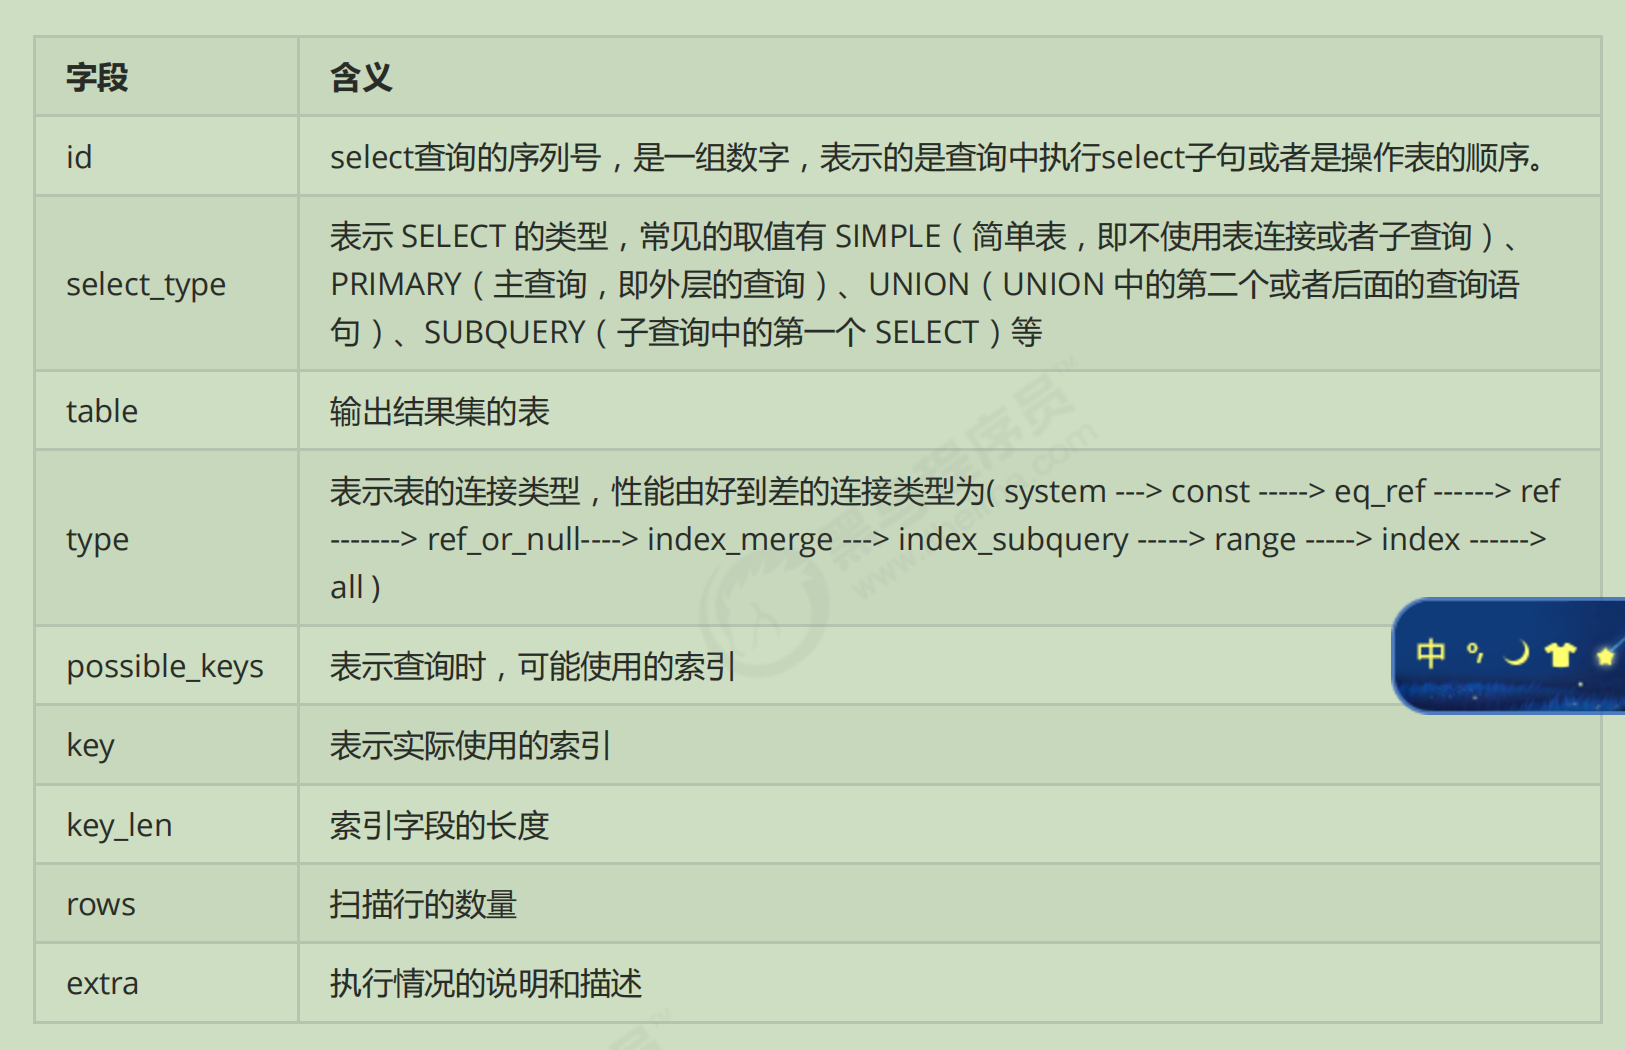 字段 含义
id select查询的序列号，是一组数字，表示的是查询中执行select子句或者是操作表的顺序。
select_type 表示 SELECT 的类型，常见的取值有 SIMPLE（简单表，即不使用表连接或者子查询）、
PRIMARY（主查询，即外层的查询）、UNION（UNION 中的第二个或者后面的查询语
句）、SUBQUERY（子查询中的第一个 SELECT）等
table 输出结果集的表
type 表示表的连接类型，性能由好到差的连接类型为( system ---> const -----> eq_ref ------> ref
-------> ref_or_null----> index_merge ---> index_subquery -----> range -----> index ------>
all )
possible_keys 表示查询时，可能使用的索引
key 表示实际使用的索引
key_len 索引字段的长度
rows 扫描行的数量
extra 执行情况的说明和描述
黑马程序员
中